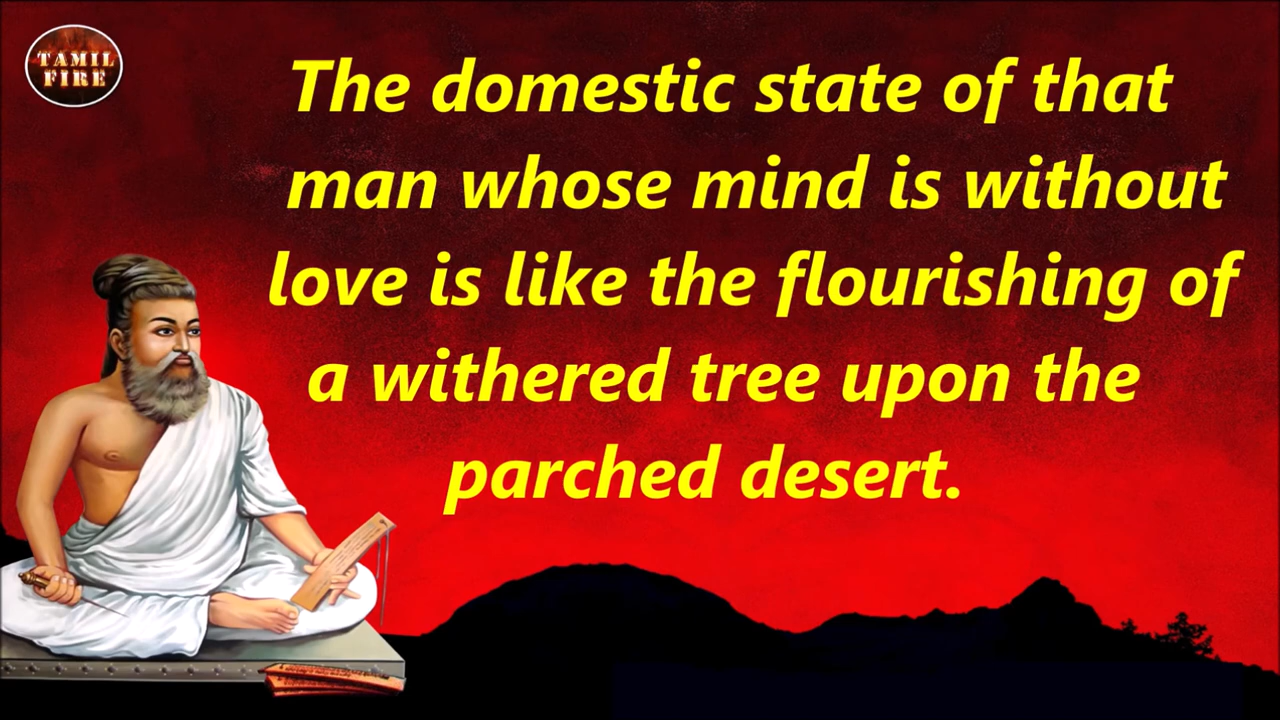 TAMIL
FIRE
The domestic state of that
man whose mind is without
love is like the flourishing of
a withered tree upon the
parched desert.